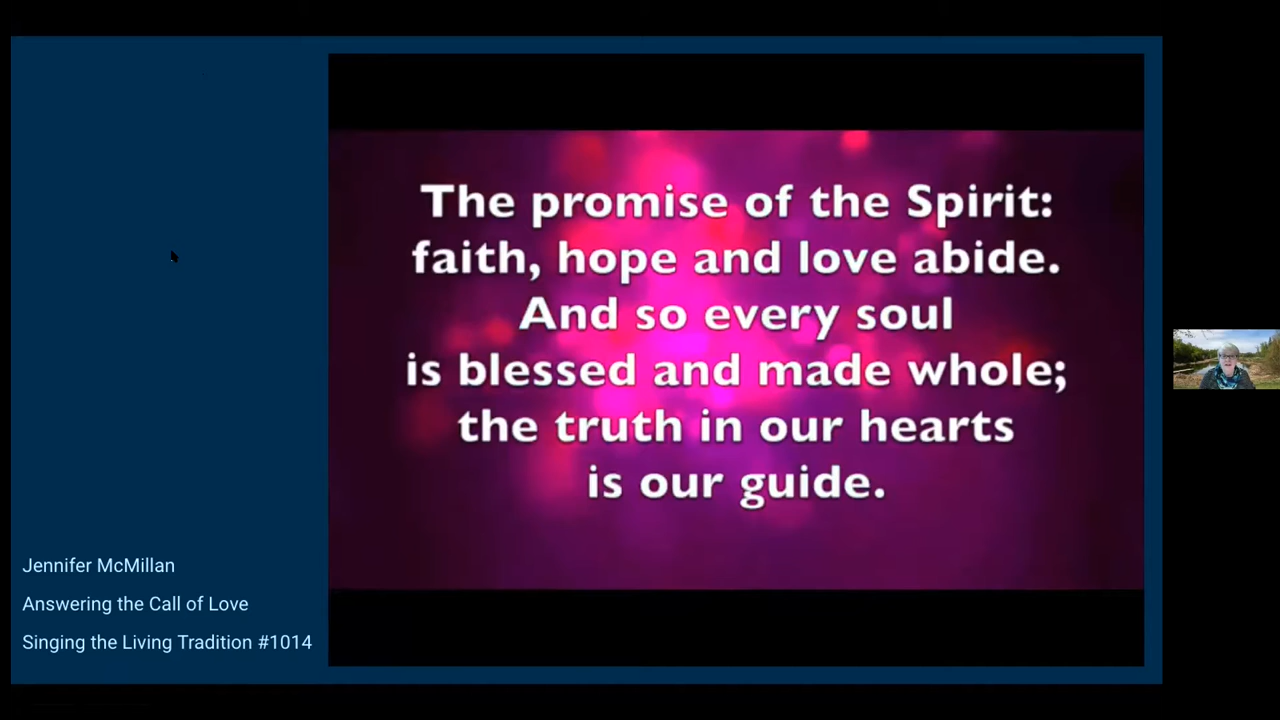 The promise of the Spirit:
faith, hope and love abide.
And so every soul
is blessed and made whole;
the truth in our hearts
is our guide.
Jennifer McMillan
Answering the Call of Love
Singing the Living Tradition #1014